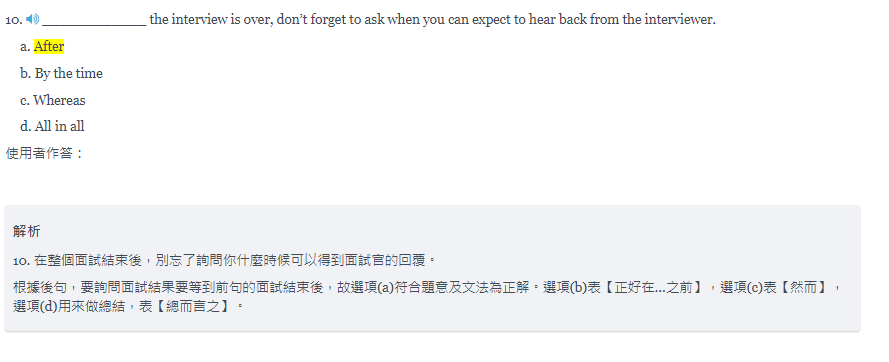 10. ______________ the interview is over, don't forget to ask when you can expect to hear back from the interviewer.
a. After
b. By the time
c. Whereas
d. All in all
使用者作答：
解析
10. 在整個面試結束後，別忘了詢問你什麼時候可以得到面試官的回覆。
根據後句，要詢問面試結果要等到前句的面試結束後，故選項(a)符合題意及文法為正解。選項(b)表【正好在...之前】，選項(c)表【然而】，
選項(d)用來做總結，表【總而言之】。